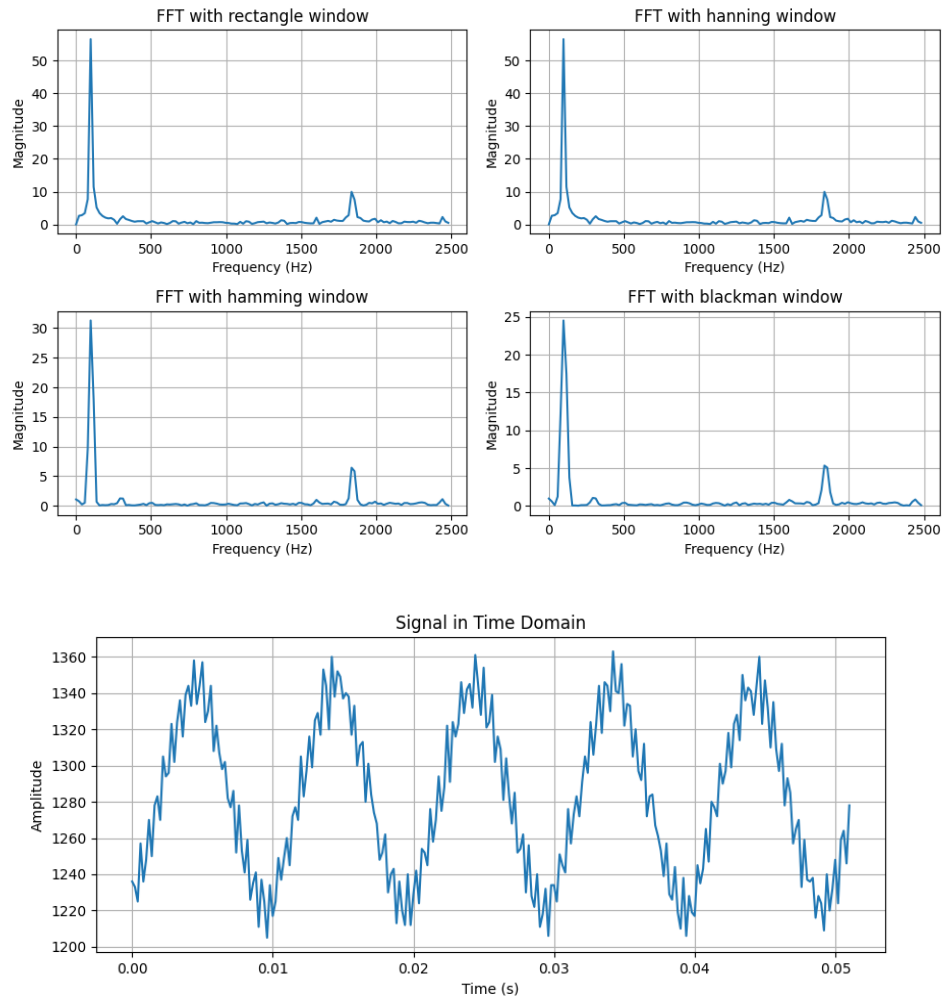 FFT with rectangle window
50
40
30
20
10
0
Magnitude
0 500 1000 1500 2000 2500
Frequency (Hz)
FFT with hanning window
50
40
30
20
10
0
Magnitude
0 500 1000 1500 2000 2500
Frequency (Hz)
FFT with hamming window
30
25
20
15
10
5
0
Magnitude
0 500 1000 1500 2000 2500
Frequency (Hz)
FFT with blackman window
25
20
15
10
5
0
Magnitude
0 500 1000 1500 2000 2500
Frequency (Hz)
Signal in Time Domain
1360
1340
1320
1300
1280
1260
1240
1220
1200
Amplitude
0.00 0.01 0.02 0.03 0.04 0.05
Time (s)